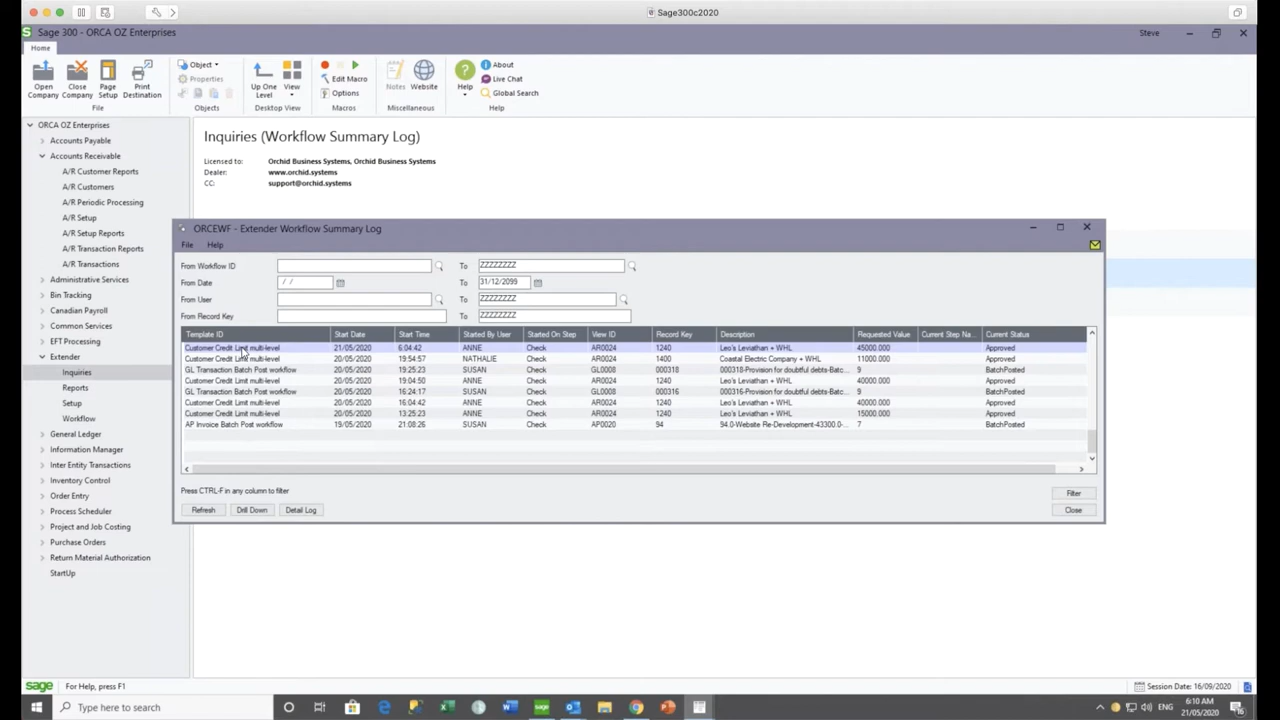 Sage300c2020
Sage 300 - ORCA OZ Enterprises
Steve
Home
Open Company
Close Company
Page Setup
Print Destination
File
Object
Properties
Objects
Up One Level
View
Desktop View
Edit Macro
Options
Macros
Notes
Website
Miscellaneous
Help
About
Live Chat
Global Search
Help
ORCA OZ Enterprises
Accounts Payable
Accounts Receivable
A/R Customer Reports
A/R Customers
A/R Periodic Processing
A/R Setup
A/R Setup Reports
A/R Transaction Reports
A/R Transactions
Administrative Services
Bin Tracking
Canadian Payroll
Common Services
EFT Processing
Extender
Inquiries
Reports
Setup
Workflow
General Ledger
Information Manager
Inter Entity Transactions
Inventory Control
Order Entry
Process Scheduler
Project and Job Costing
Purchase Orders
Return Material Authorization
StartUp
Inquiries (Workflow Summary Log)
Licensed to: Orchid Business Systems, Orchid Business Systems
Dealer: www.orchid.systems
CC: support@orchid.systems
ORCEWF - Extender Workflow Summary Log
File Help
From Workflow ID To ZZZZZZZZ
From Date / / To 31/12/2099
From User To ZZZZZZZZ
From Record Key To ZZZZZZZZ
Template ID Start Date Start Time Started By User Started On Step View ID Record Key Description Requested Value Current Step Na... Current Status
Customer Credit Limit multi-level 21/05/2020 6:04:42 ANNE Check AR0024 1240 Leo's Leviathan + WHL 45000.000 Approved
Customer Credit Limit multi-level 20/05/2020 19:54:57 NATHALIE Check AR0024 1400 Coastal Electric Company + WHL 11000.000 Approved
GL Transaction Batch Post workflow 20/05/2020 19:25:23 SUSAN Check GL0008 000318 000318-Provision for doubtful debts-Batc... 9 BatchPosted
Customer Credit Limit multi-level 20/05/2020 19:04:50 ANNE Check AR0024 1240 Leo's Leviathan + WHL 40000.000 Approved
GL Transaction Batch Post workflow 20/05/2020 16:24:17 SUSAN Check GL0008 000316 000316-Provision for doubtful debts-Batc... 9 BatchPosted
Customer Credit Limit multi-level 20/05/2020 16:04:42 ANNE Check AR0024 1240 Leo's Leviathan + WHL 40000.000 Approved
Customer Credit Limit multi-level 20/05/2020 13:25:23 ANNE Check AR0024 1240 Leo's Leviathan + WHL 15000.000 Approved
AP Invoice Batch Post workflow 19/05/2020 21:08:26 SUSAN Check AP0020 94 94.0-Website Re-Development-43300.0-... 7 BatchPosted
Press CTRL-F in any column to filter
Filter
Refresh Drill Down Detail Log Close
sage For Help, press F1
Session Date: 16/09/2020
Type here to search
6:10 AM
21/05/2020